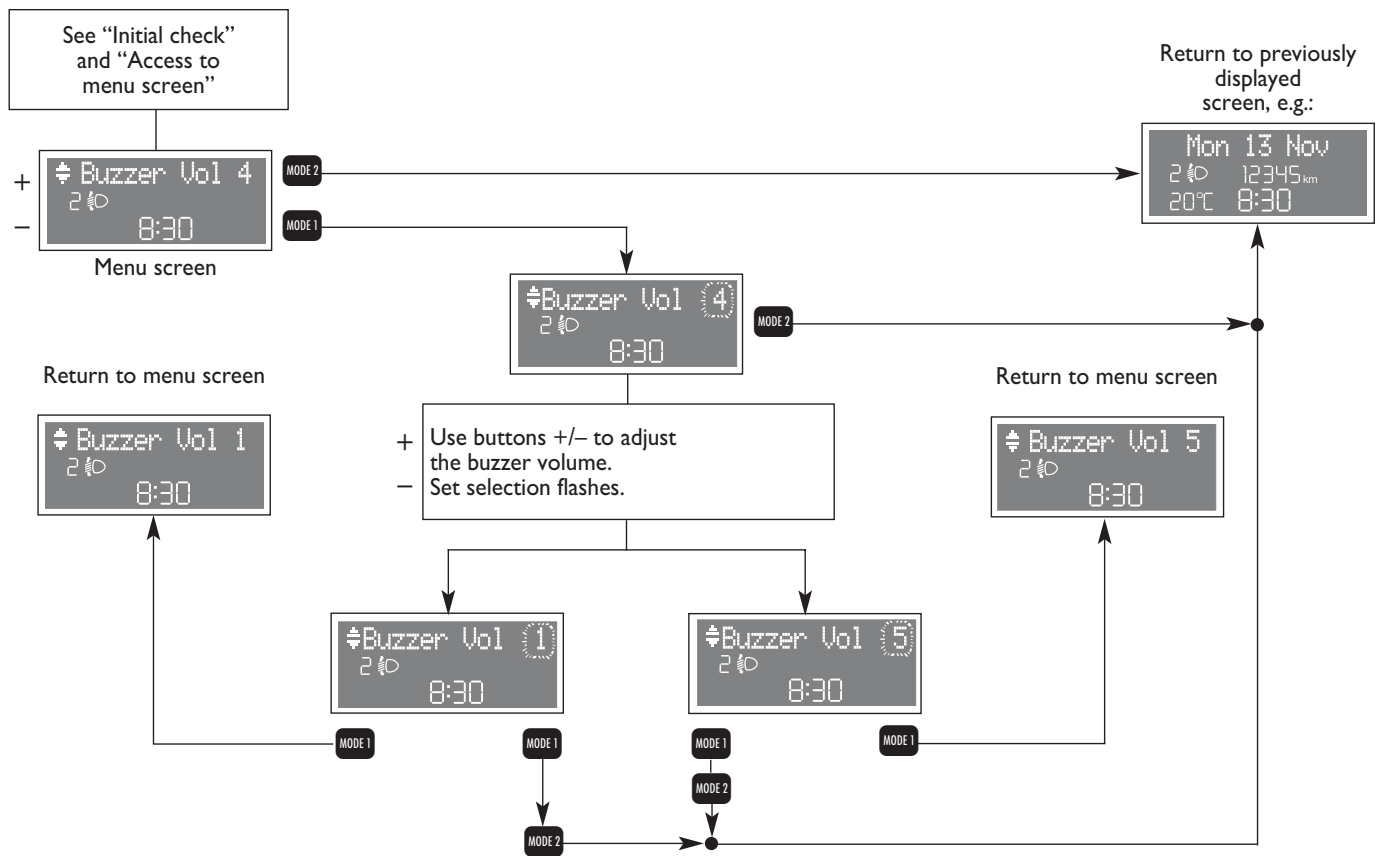 See “Initial check”
and “Access to
menu screen”
Return to previously
displayed
screen, e.g.:
+
–
Buzzer Vol 4
2
8:30
MODE 2
MODE 1
Menu screen
Mon 13 Nov
2 12345 km
20°C 8:30
Buzzer Vol 4
2
8:30
MODE 2
Return to menu screen
Buzzer Vol 1
2
8:30
+
–
Use buttons +/– to adjust
the buzzer volume.
Set selection flashes.
Return to menu screen
Buzzer Vol 5
2
8:30
Buzzer Vol 1
2
8:30
Buzzer Vol 5
2
8:30
MODE 1
MODE 1
MODE 2
MODE 1
MODE 2
MODE 1